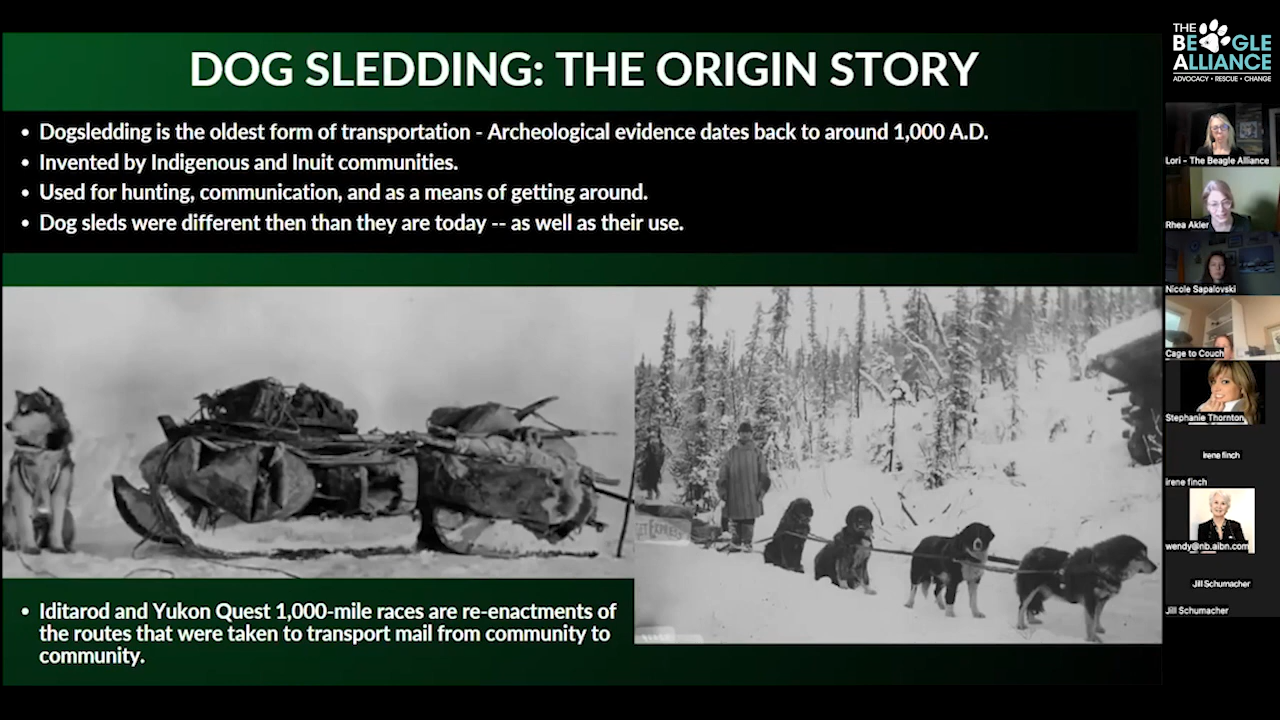 DOG SLEDDING: THE ORIGIN STORY
• Dogsledding is the oldest form of transportation - Archeological evidence dates back to around 1,000 A.D.
• Invented by Indigenous and Inuit communities.
• Used for hunting, communication, and as a means of getting around.
• Dog sleds were different then than they are today -- as well as their use.
• Iditarod and Yukon Quest 1,000-mile races are re-enactments of
the routes that were taken to transport mail from community to
community.
THE
BEAGLE
ALLIANCE
ADVOCACY • RESCUE • CHANGE
Lori - The Beagle Alliance
Rhea Akler
Nicole Sapalovski
Cage to Couch
Stephanie Thornton
Irene finch
irene finch
wendy@nb.aibn.com
Jill Schumacher
Jill Schumacher